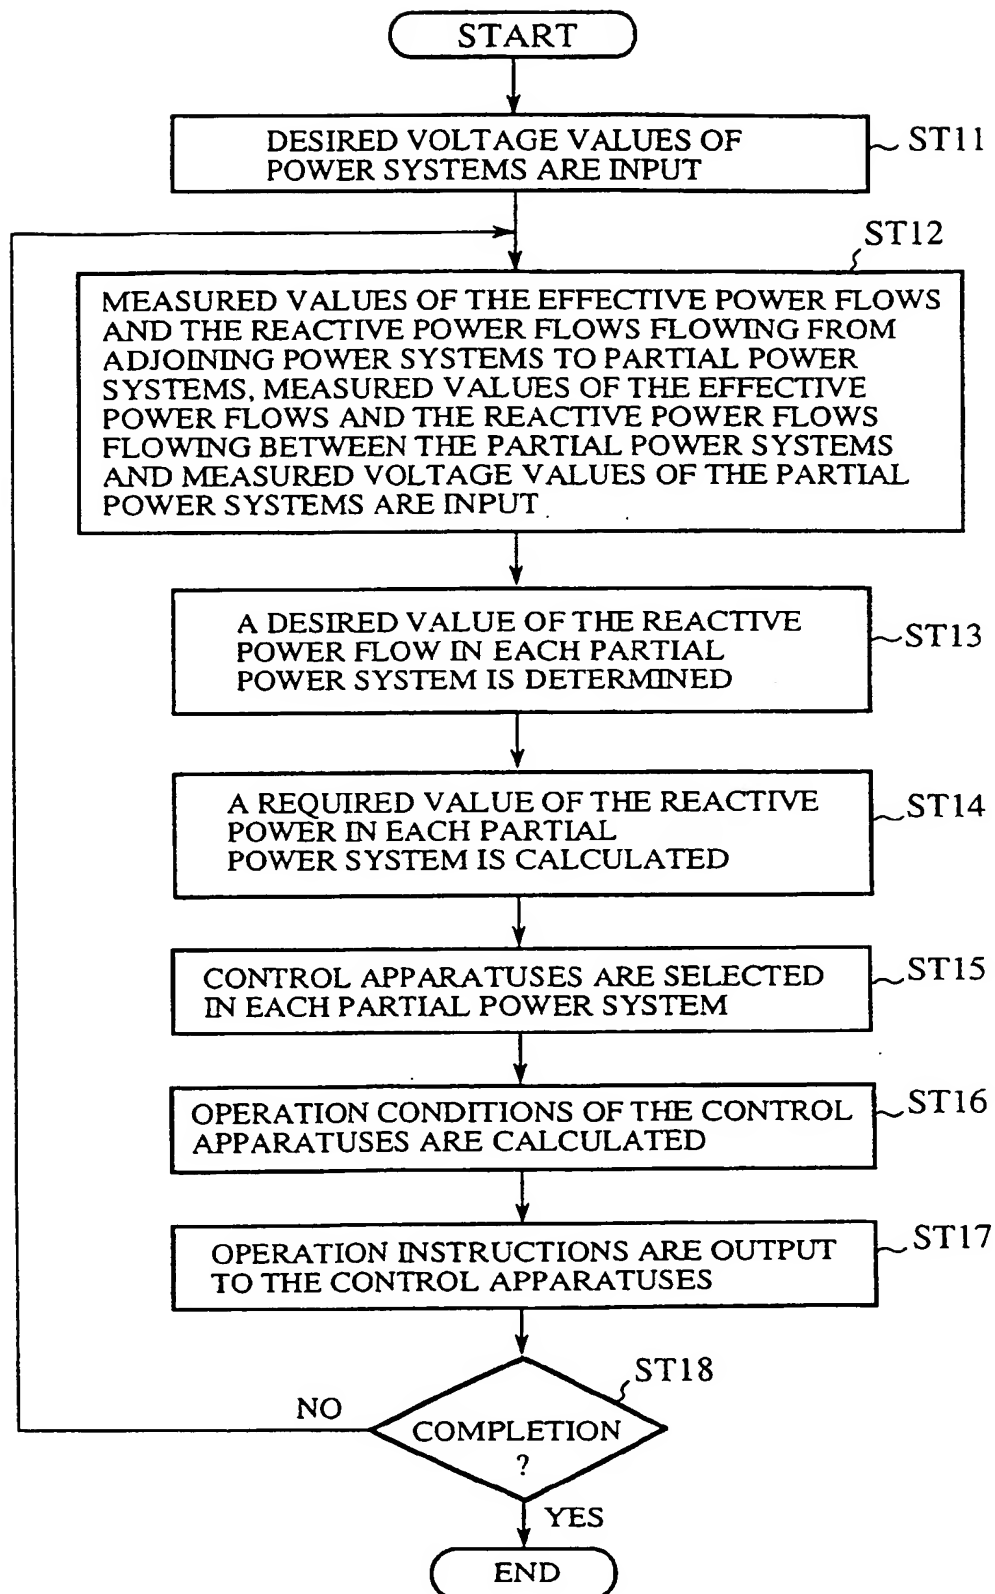 START
DESIRED VOLTAGE VALUES OF
POWER SYSTEMS ARE INPUT
ST11
ST12
MEASURED VALUES OF THE EFFECTIVE POWER FLOWS
AND THE REACTIVE POWER FLOWS FLOWING FROM
ADJOINING POWER SYSTEMS TO PARTIAL POWER
SYSTEMS, MEASURED VALUES OF THE EFFECTIVE
POWER FLOWS AND THE REACTIVE POWER FLOWS
FLOWING BETWEEN THE PARTIAL POWER SYSTEMS
AND MEASURED VOLTAGE VALUES OF THE PARTIAL
POWER SYSTEMS ARE INPUT
A DESIRED VALUE OF THE REACTIVE
POWER FLOW IN EACH PARTIAL
POWER SYSTEM IS DETERMINED
ST13
A REQUIRED VALUE OF THE REACTIVE
POWER IN EACH PARTIAL
POWER SYSTEM IS CALCULATED
ST14
CONTROL APPARATUSES ARE SELECTED
IN EACH PARTIAL POWER SYSTEM
ST15
OPERATION CONDITIONS OF THE CONTROL
APPARATUSES ARE CALCULATED
ST16
OPERATION INSTRUCTIONS ARE OUTPUT
TO THE CONTROL APPARATUSES
ST17
ST18
NO
COMPLETION
?
YES
END